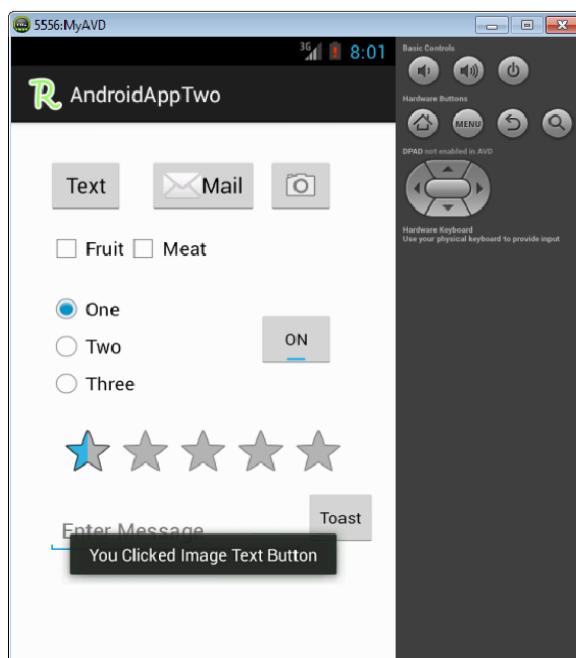 5556:MyAVD
3G 8:01
R AndroidAppTwo
Text
Mail
Fruit
Meat
One
Two
Three
ON
Enter Message
Toast
You Clicked Image Text Button
Basic Controls
Hardware Buttons
MENU
DPAD not enabled in AVD
Hardware Keyboard
Use your physical keyboard to provide input